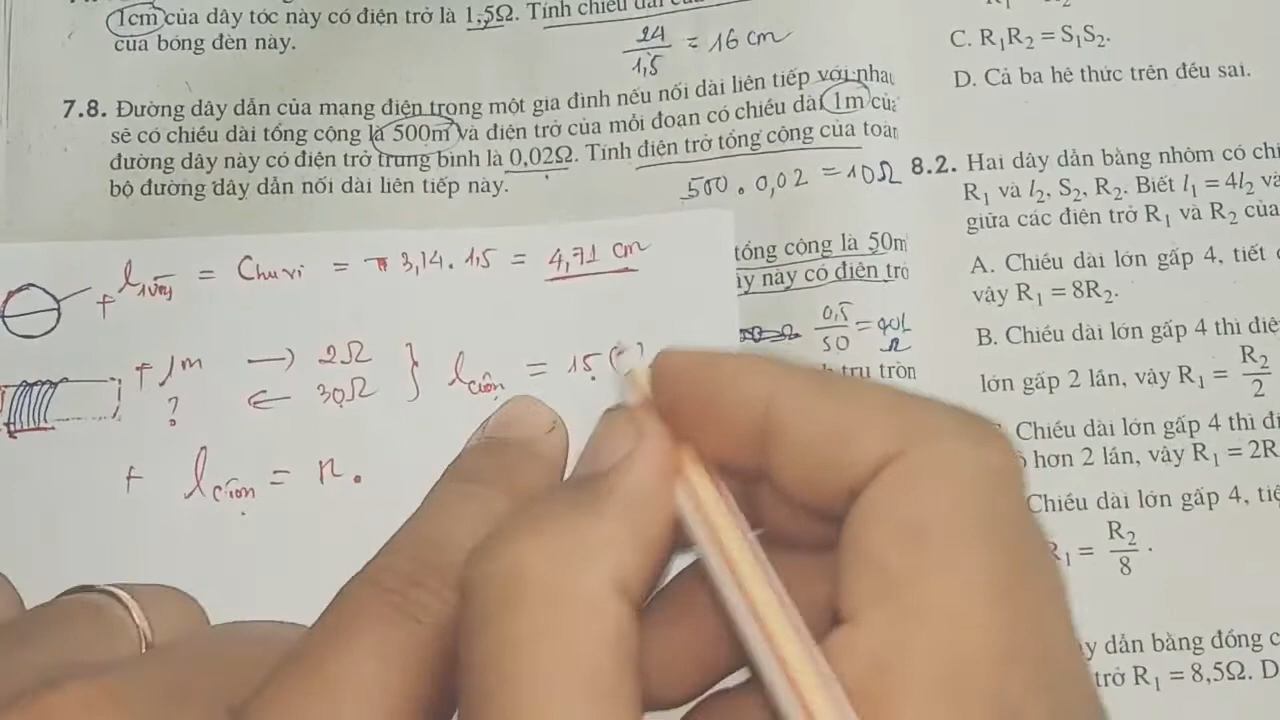 1cm của dây tóc này có điện trở là 1,5Ω. Tính chiều dài
của bóng đèn này.
24
1,5
= 16 cm
7.8. Đường dây dẫn của mạng điện trong một gia đình nếu nối dài liên tiếp với nha
sẽ có chiều dài tổng cộng là 500m và điện trở của mỗi đoạn có chiều dài 1m củ
đường dây này có điện trở trung bình là 0,02Ω. Tính điện trở tổng cộng của toàn
bộ đường dây dẫn nối dài liên tiếp này.
500 . 0,02 = 10Ω
l vòng = Chu vi = π 3,14 . 1,5 = 4,71 cm
+ 1m → 2Ω
? ← 30Ω
l cuộn = 15 (
+ l cuộn = n .
tổng cộng là 50m
ày này có điện trở
0,5
50
trụ tròn
C. R₁R₂ = S₁S₂.
D. Cả ba hệ thức trên đều sai.
8.2. Hai dây dẫn bằng nhôm có chi
R₁ và l₂, S₂, R₂. Biết l₁ = 4l₂ và
giữa các điện trở R₁ và R₂ của
A. Chiều dài lớn gấp 4, tiết
vậy R₁ = 8R₂.
B. Chiều dài lớn gấp 4 thì điệ
lớn gấp 2 lần, vậy R₁ = R₂/2
Chiều dài lớn gấp 4 thì đi
hơn 2 lần, vậy R₁ = 2R
Chiều dài lớn gấp 4, tiế
R₁ = R₂/8 .
y dẫn bằng đồng c
trở R₁ = 8,5Ω. D